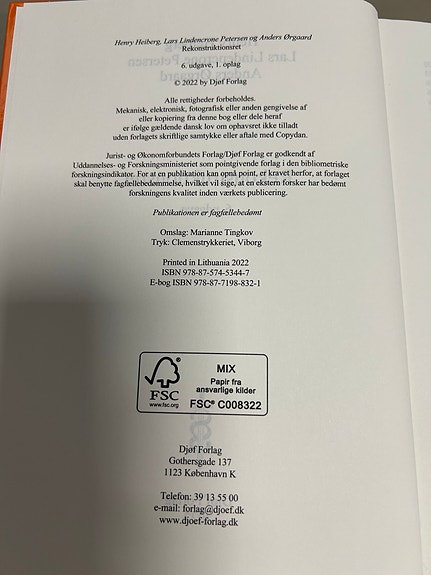 Henry Heiberg, Lars Lindencrone Petersen og Anders Ørgaard
Rekonstruktionsret
6. udgave, 1. oplag
© 2022 by Djøf Forlag
Alle rettigheder forbeholdes.
Mekanisk, elektronisk, fotografisk eller anden gengivelse af
eller kopiering fra denne bog eller dele heraf
er ifølge gældende dansk lov om ophavsret ikke tilladt
uden forlagets skriftlige samtykke eller aftale med Copydan.
Jurist- og Økonomforbundets Forlag/Djøf Forlag er godkendt af
Uddannelses- og Forskningsministeriet som pointgivende forlag i den bibliometriske
forskningsindikator. For at en publikation kan opnå point, er kravet herfor, at forlaget
skal benytte fagfællebedømmelse, hvilket vil sige, at en ekstern forsker har bedømt
forskningens kvalitet inden værkets publicering.
Publikationen er fagfællebedømt
Omslag: Marianne Tingkov
Tryk: Clemenstrykkeriet, Viborg
Printed in Lithuania 2022
ISBN 978-87-574-5344-7
E-bog ISBN 978-87-7198-832-1
FSC
www.fsc.org
MIX
Papir fra
ansvarlige kilder
FSC® C008322
Djøf Forlag
Gothersgade 137
1123 København K
Telefon: 39 13 55 00
e-mail: forlag@djoef.dk
www.djoef-forlag.dk